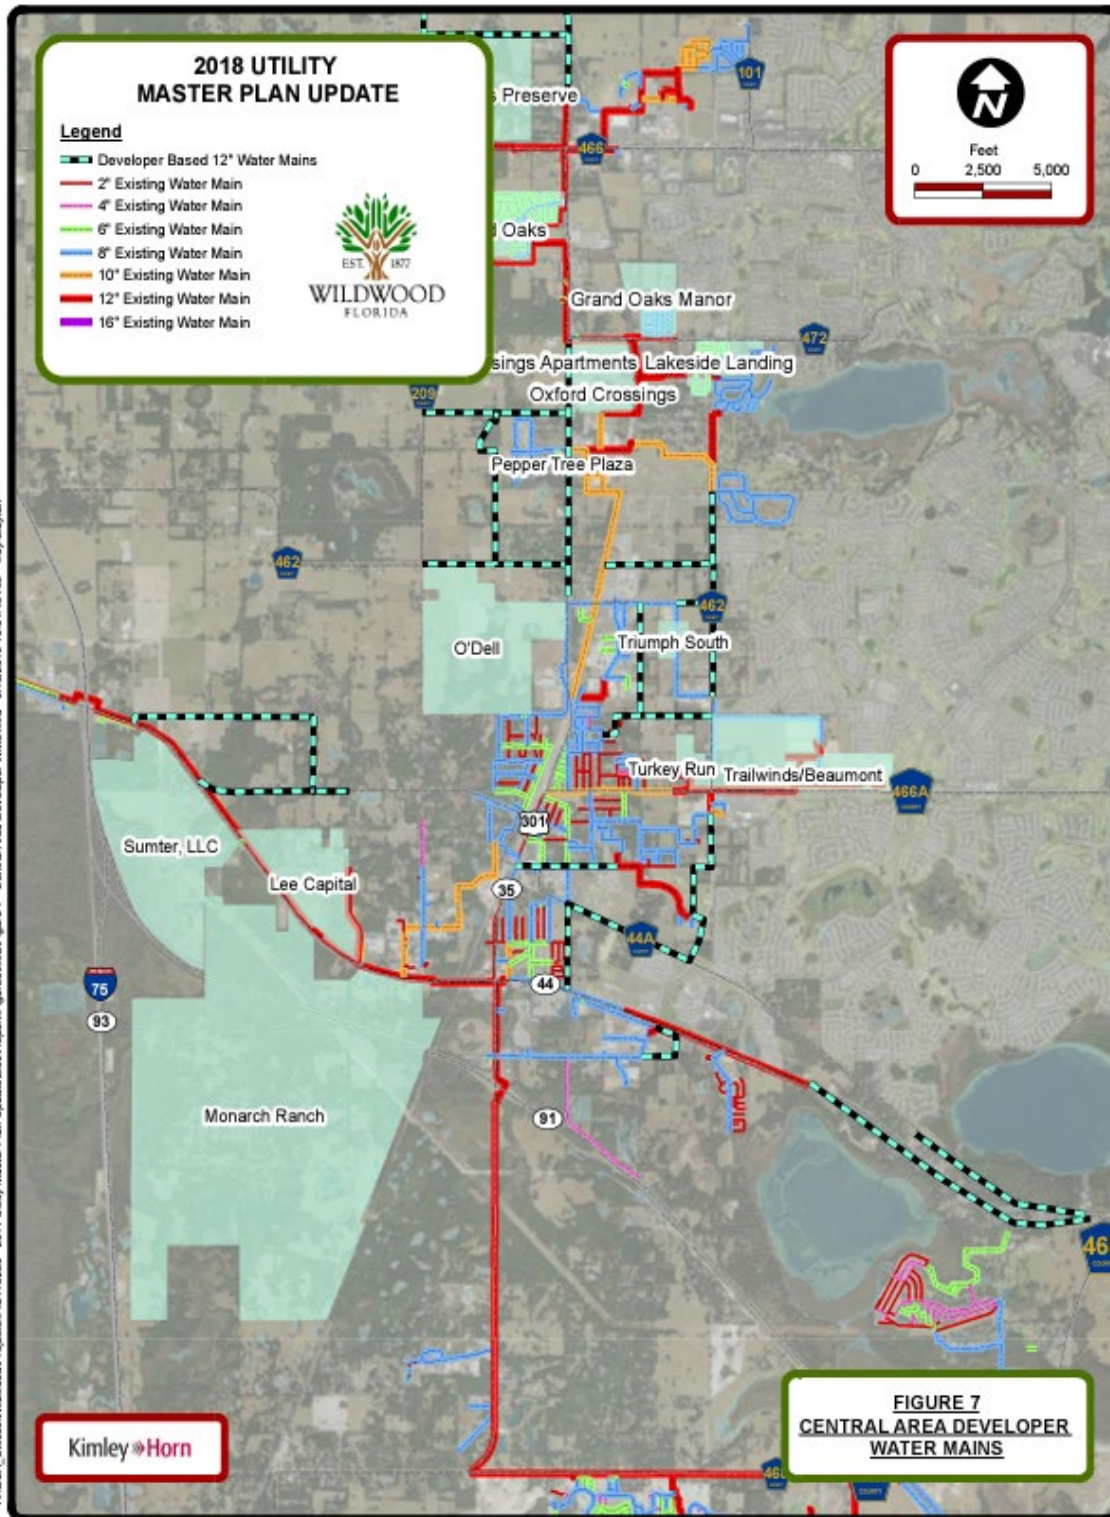 2018 UTILITY
MASTER PLAN UPDATE
Legend
Developer Based 12" Water Mains
2" Existing Water Main
4" Existing Water Main
6" Existing Water Main
8" Existing Water Main
10" Existing Water Main
12" Existing Water Main
16" Existing Water Main
EST. 1877
WILDWOOD
FLORIDA
N
Feet
0 2,500 5,000
101
s Preserve
466
d Oaks
Grand Oaks Manor
472
sings Apartments
Lakeside Landing
209
Oxford Crossings
Pepper Tree Plaza
462
462
O'Dell
Triumph South
Turkey Run
Trailwinds/Beaumont
466A
COUNTY
301
Sumter, LLC
Lee Capital
35
44A
44
75
93
Monarch Ranch
91
46
COUNTY
46
COUNTY
Kimley»Horn
FIGURE 7
CENTRAL AREA DEVELOPER
WATER MAINS